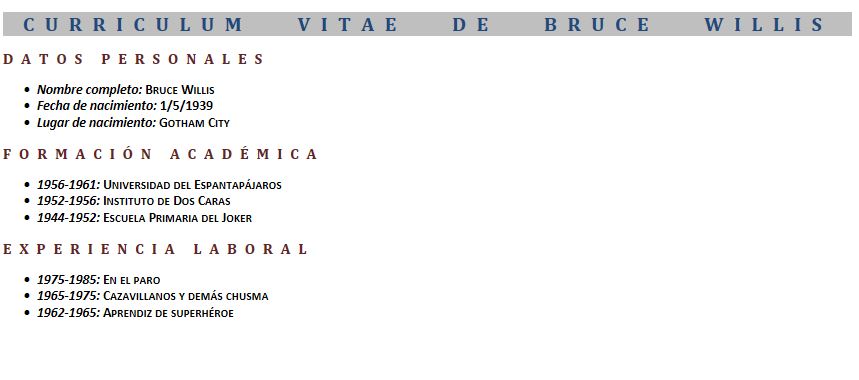 CURRICULUM VITAE DE BRUCE WILLIS
DATOS PERSONALES
• Nombre completo: BRUCE WILLIS
• Fecha de nacimiento: 1/5/1939
• Lugar de nacimiento: GOTHAM CITY
FORMACIÓN ACADÉMICA
• 1956-1961: UNIVERSIDAD DEL ESPANTAPÁJAROS
• 1952-1956: INSTITUTO DE DOS CARAS
• 1944-1952: ESCUELA PRIMARIA DEL JOKER
EXPERIENCIA LABORAL
• 1975-1985: EN EL PARO
• 1965-1975: CAZAVILLANOS Y DEMÁS CHUSMA
• 1962-1965: APRENDIZ DE SUPERHÉROE